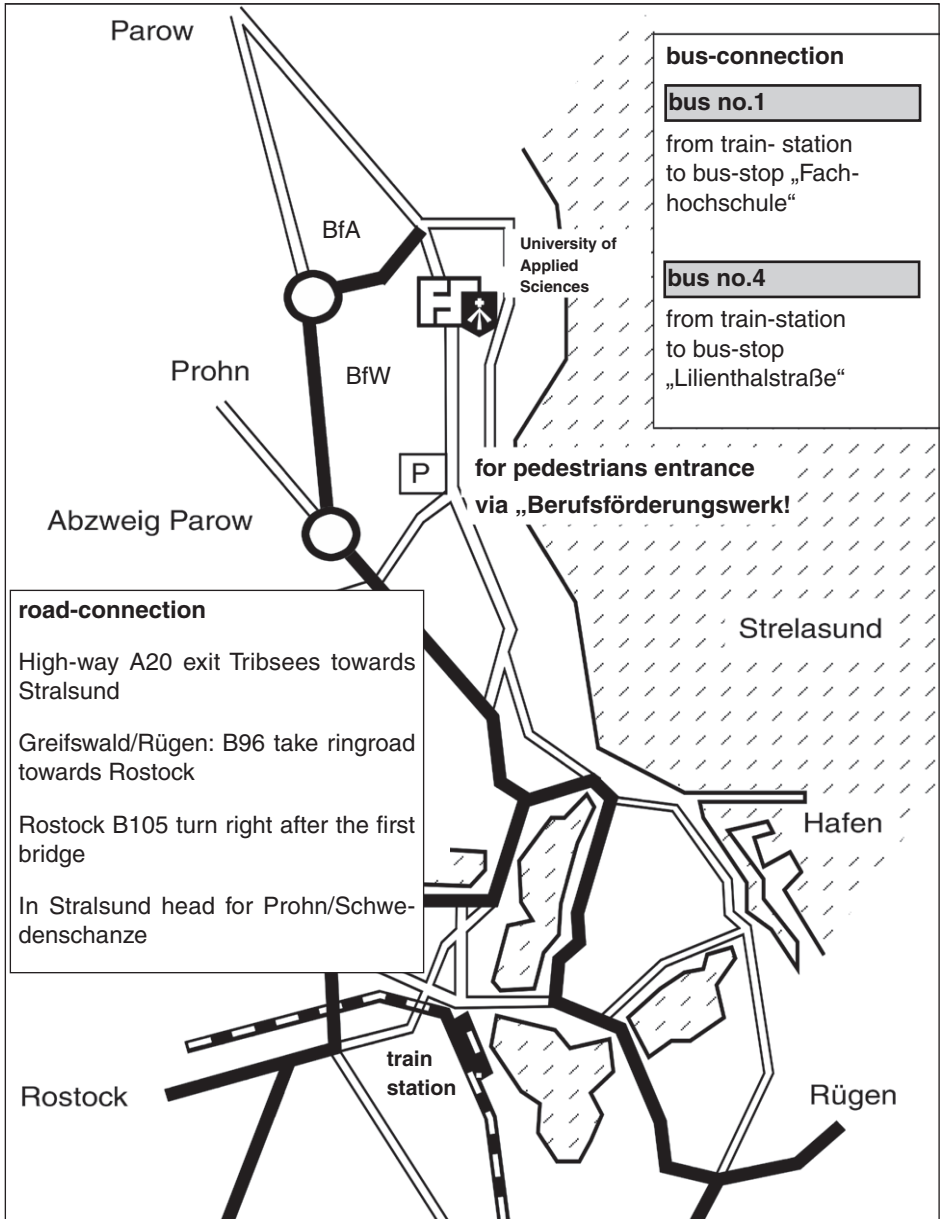 Parow
bus-connection
bus no.1
from train- station
to bus-stop „Fach-
hochschule“
BfA
University of
Applied
Sciences
bus no.4
from train-station
to bus-stop
„Lilienthalstraße“
Prohn
BfW
P
for pedestrians entrance
via „Berufsförderungswerk!
Abzweig Parow
road-connection
High-way A20 exit Tribsees towards
Stralsund
Greifswald/Rügen: B96 take ringroad
towards Rostock
Rostock B105 turn right after the first
bridge
In Stralsund head for Prohn/Schwe-
denschanze
Strelasund
Hafen
train
station
Rostock
Rügen